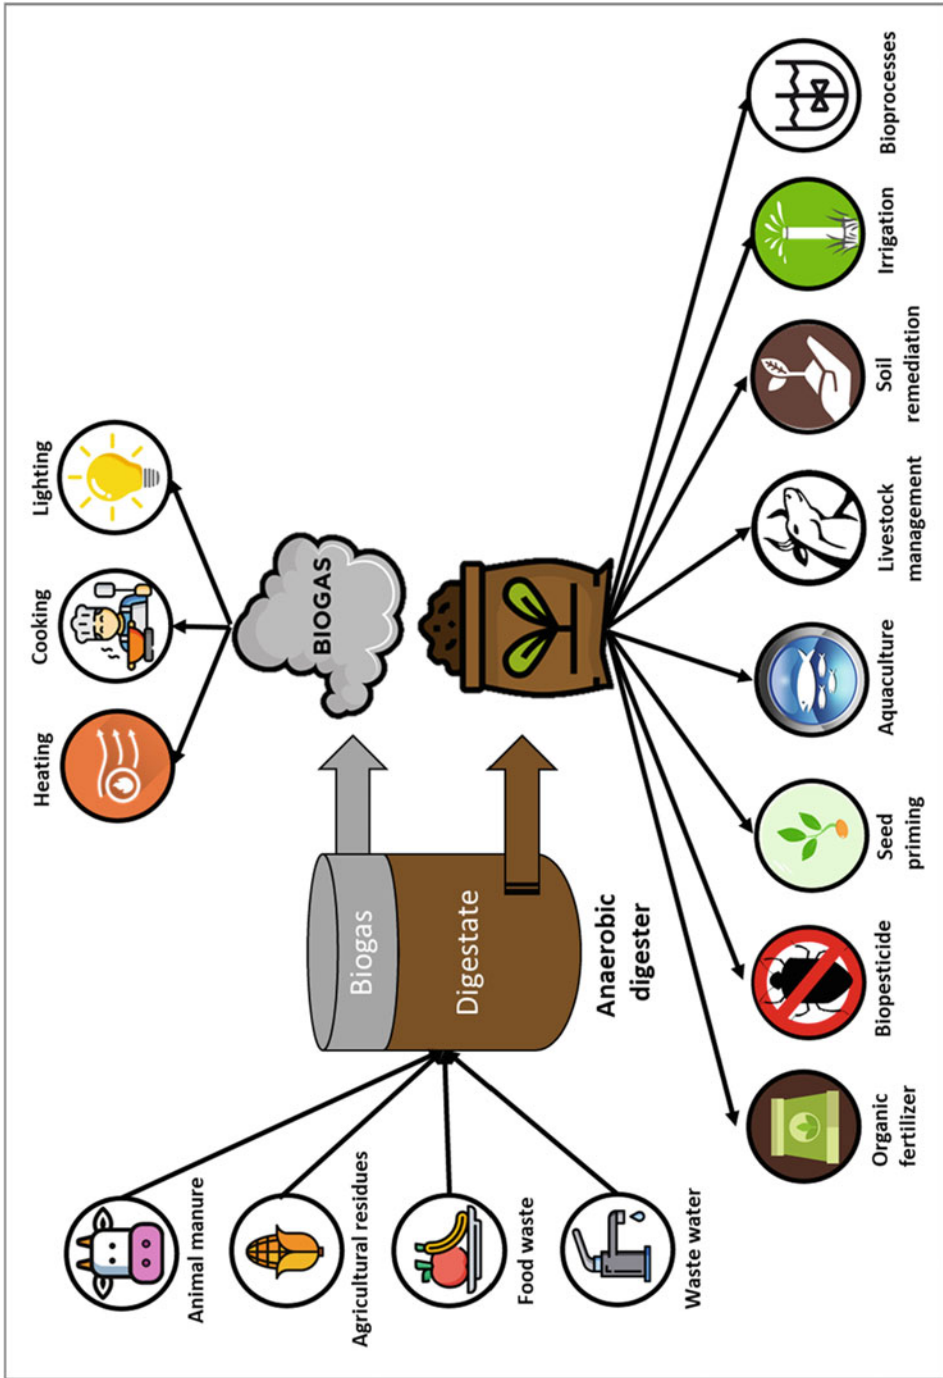 Heating
Cooking
Lighting
Animal manure
Agricultural residues
Food waste
Waste water
Biogas
Digestate
Anaerobic
digester
BIOGAS
Organic
fertilizer
Biopesticide
Seed
priming
Aquaculture
Livestock
management
Soil
remediation
Irrigation
Bioprocesses